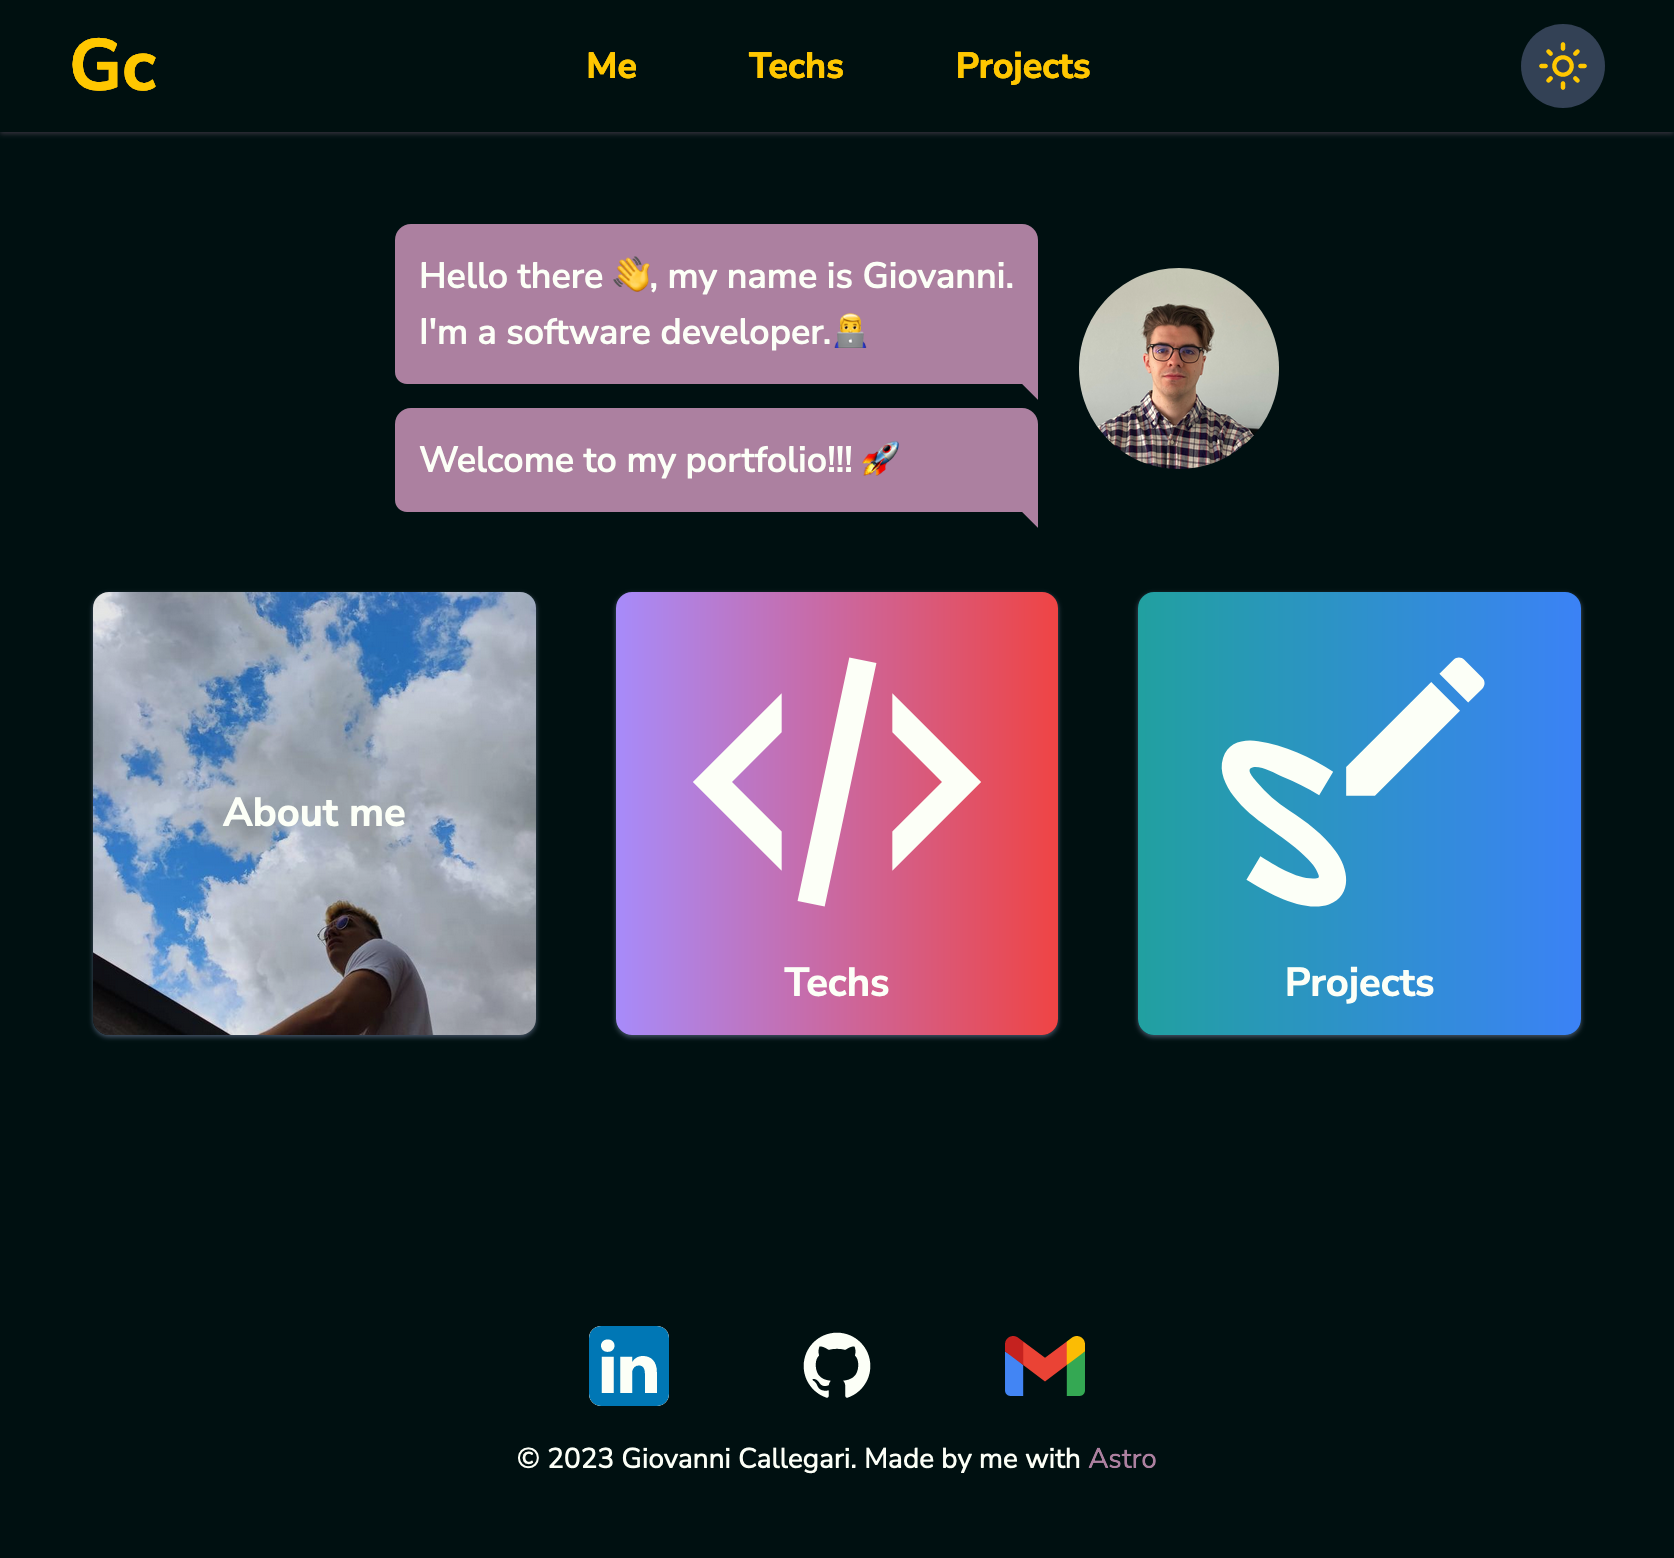 Gc
Me
Techs
Projects
Hello there 👋, my name is Giovanni.
I'm a software developer.👨‍💻
Welcome to my portfolio!!! 🚀
About me
Techs
Projects
in
© 2023 Giovanni Callegari. Made by me with Astro